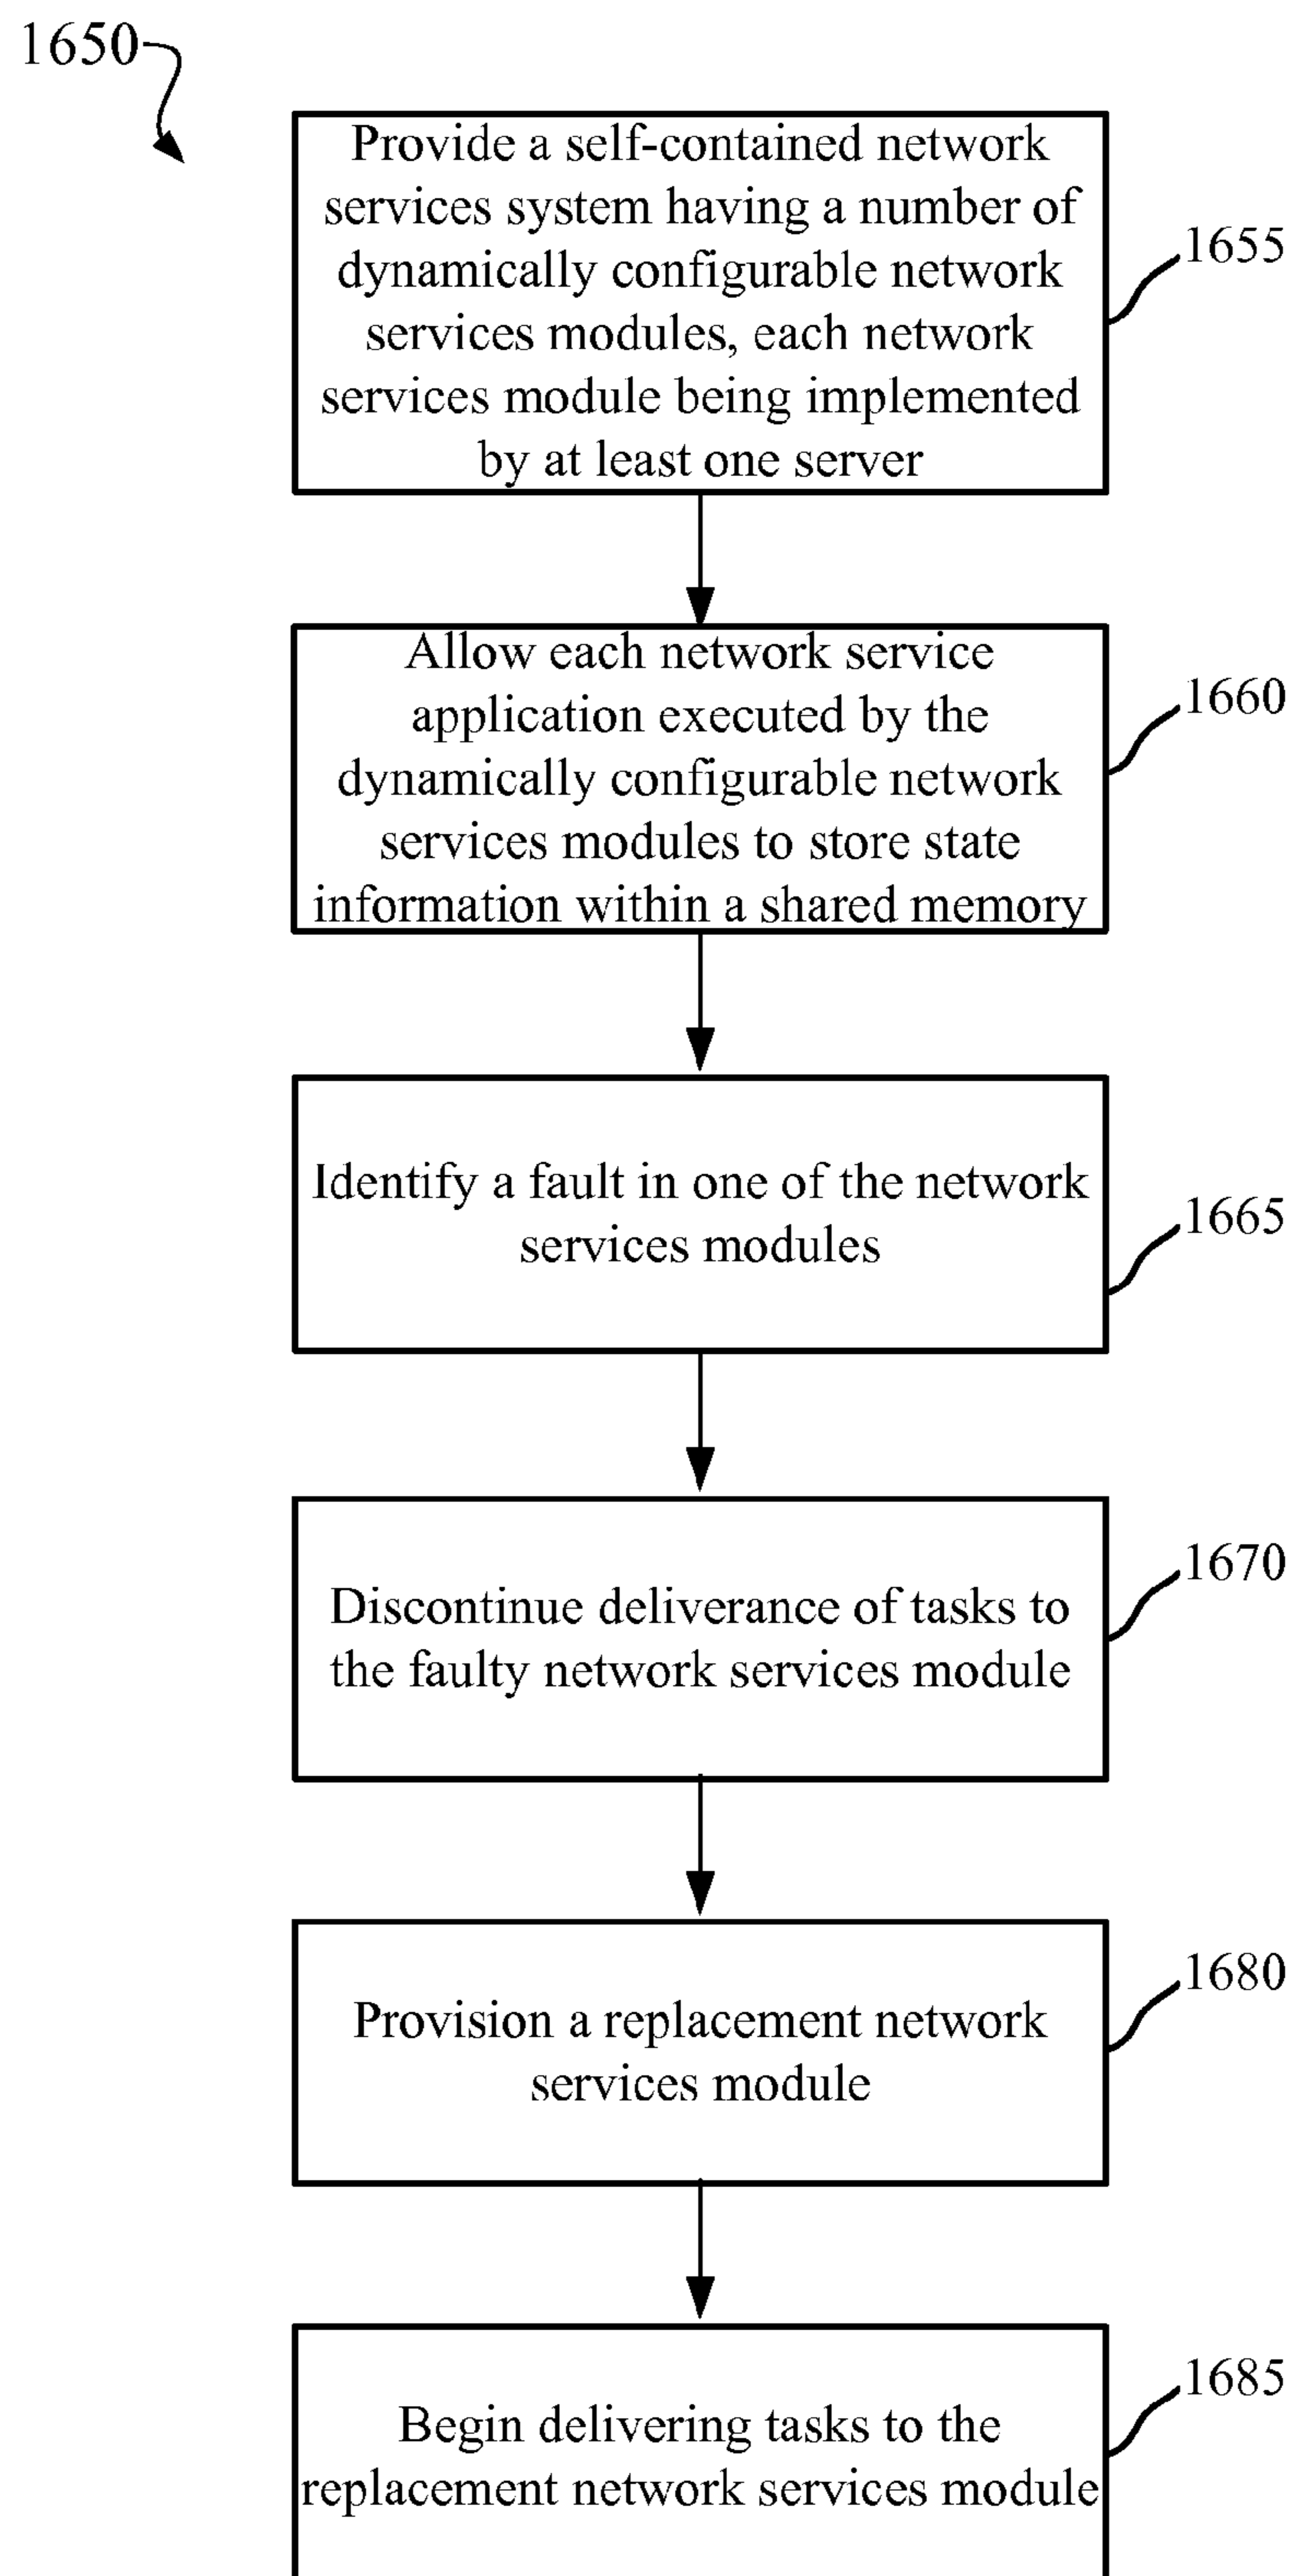 1650
Provide a self-contained network
services system having a number of
dynamically configurable network
services modules, each network
services module being implemented
by at least one server
1655
Allow each network service
application executed by the
dynamically configurable network
services modules to store state
information within a shared memory
1660
Identify a fault in one of the network
services modules
1665
Discontinue deliverance of tasks to
the faulty network services module
1670
Provision a replacement network
services module
1680
Begin delivering tasks to the
replacement network services module
1685